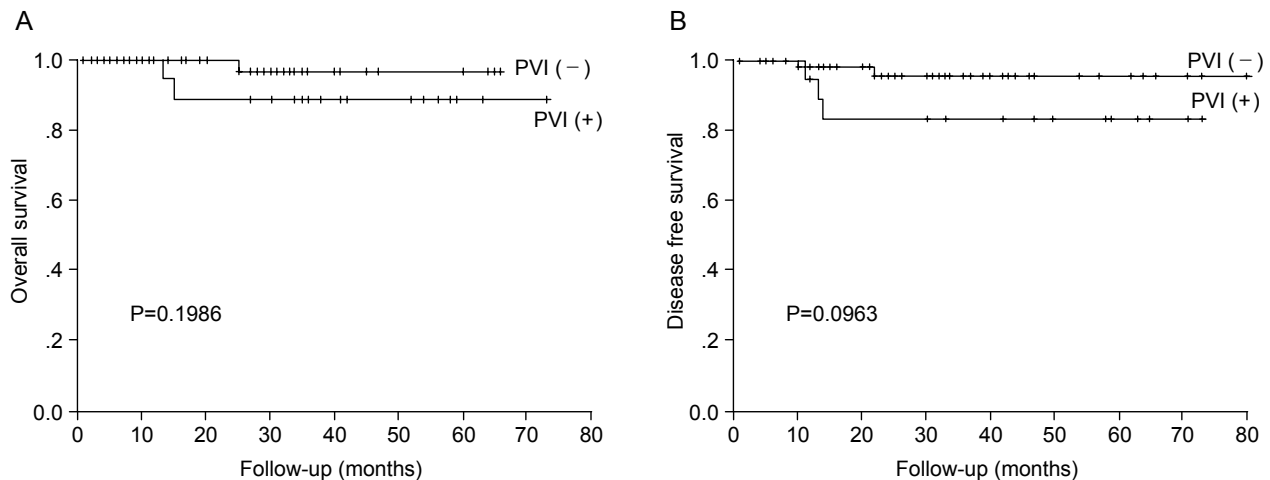 A
Overall survival
1.0
.8
.6
.4
.2
0.0
PVI (－)
PVI (+)
P=0.1986
0 10 20 30 40 50 60 70 80
Follow-up (months)
B
Disease free survival
1.0
.8
.6
.4
.2
0.0
PVI (－)
PVI (+)
P=0.0963
0 10 20 30 40 50 60 70 80
Follow-up (months)